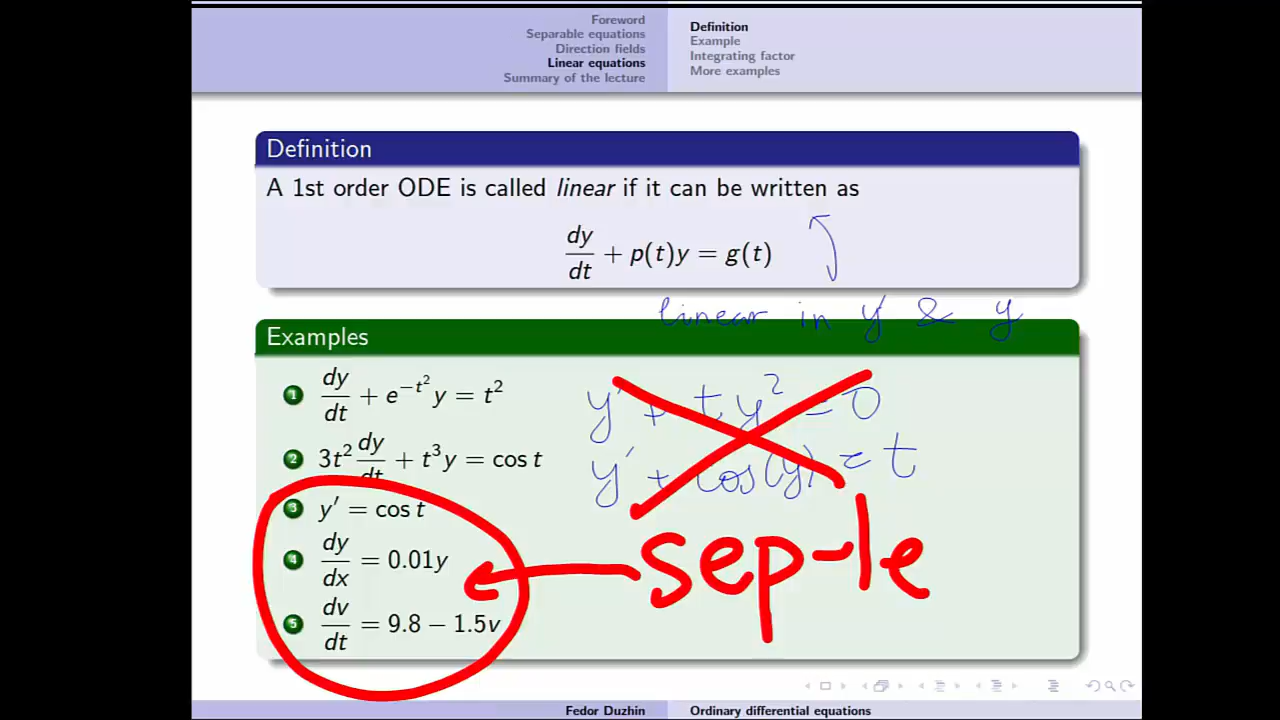 Foreword
Separable equations
Direction fields
Linear equations
Summary of the lecture
Definition
Example
Integrating factor
More examples
Definition
A 1st order ODE is called linear if it can be written as
dy/dt + p(t)y = g(t)
linear in y' & y
Examples
1 dy/dt + e^{-t^2} y = t^2
2 3t^2 dy/dt + t^3 y = cos t
3 y' = cos t
4 dy/dx = 0.01y
5 dv/dt = 9.8 − 1.5v
y' + t y^2 = 0
y' + cos(y) = t
sep-le
Fedor Duzhin
Ordinary differential equations